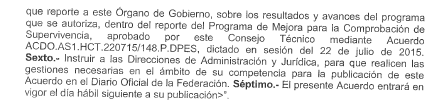 que reporte a este Órgano de Gobierno, sobre los resultados y avances del programa
que se autoriza, dentro del reporte del Programa de Mejora para la Comprobación de
Supervivencia, aprobado por este Consejo Técnico mediante Acuerdo
ACDO.AS1.HCT.220715/148.P.DPES, dictado en sesión del 22 de julio de 2015.
Sexto.- Instruir a las Direcciones de Administración y Jurídica, para que realicen las
gestiones necesarias en el ámbito de su competencia para la publicación de este
Acuerdo en el Diario Oficial de la Federación. Séptimo.- El presente Acuerdo entrará en
vigor el día hábil siguiente a su publicación>”.